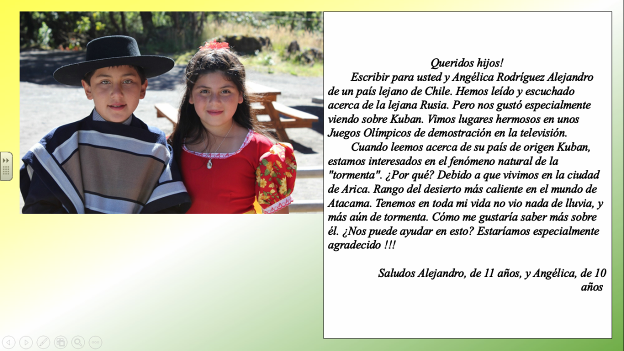 Queridos hijos!
Escribir para usted y Angélica Rodríguez Alejandro
de un país lejano de Chile. Hemos leído y escuchado
acerca de la lejana Rusia. Pero nos gustó especialmente
viendo sobre Kuban. Vimos lugares hermosos en unos
Juegos Olímpicos de demostración en la televisión.
Cuando leemos acerca de su país de origen Kuban,
estamos interesados en el fenómeno natural de la
"tormenta". ¿Por qué? Debido a que vivimos en la ciudad
de Arica. Rango del desierto más caliente en el mundo de
Atacama. Tenemos en toda mi vida no vio nada de lluvia, y
más aún de tormenta. Cómo me gustaría saber más sobre
él. ¿Nos puede ayudar en esto? Estaríamos especialmente
agradecido !!!
Saludos Alejandro, de 11 años, y Angélica, de 10
años